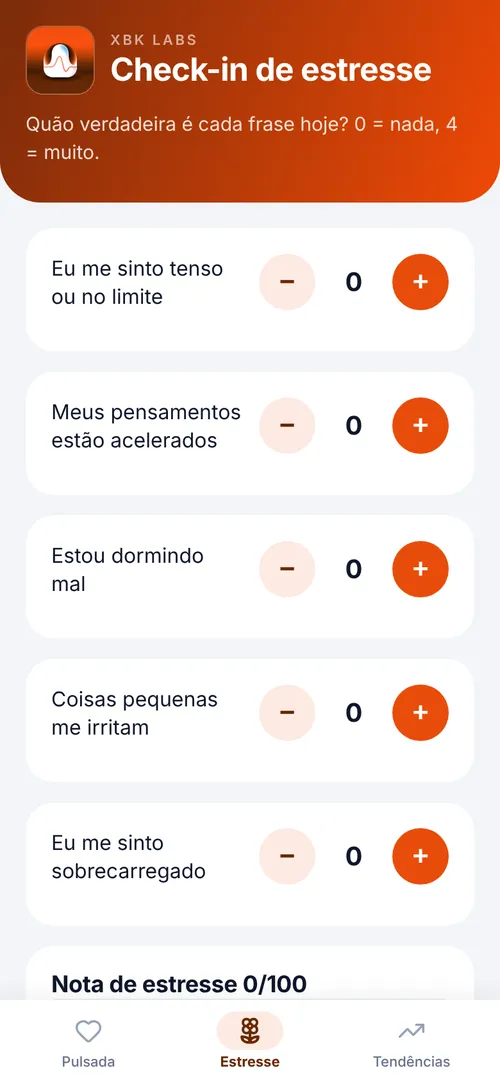 XBK LABS
Check-in de estresse
Quão verdadeira é cada frase hoje? 0 = nada, 4
= muito.
Eu me sinto tenso
ou no limite
− 0 +
Meus pensamentos
estão acelerados
− 0 +
Estou dormindo
mal
− 0 +
Coisas pequenas
me irritam
− 0 +
Eu me sinto
sobrecarregado
− 0 +
Nota de estresse 0/100
Pulsada
Estresse
Tendências